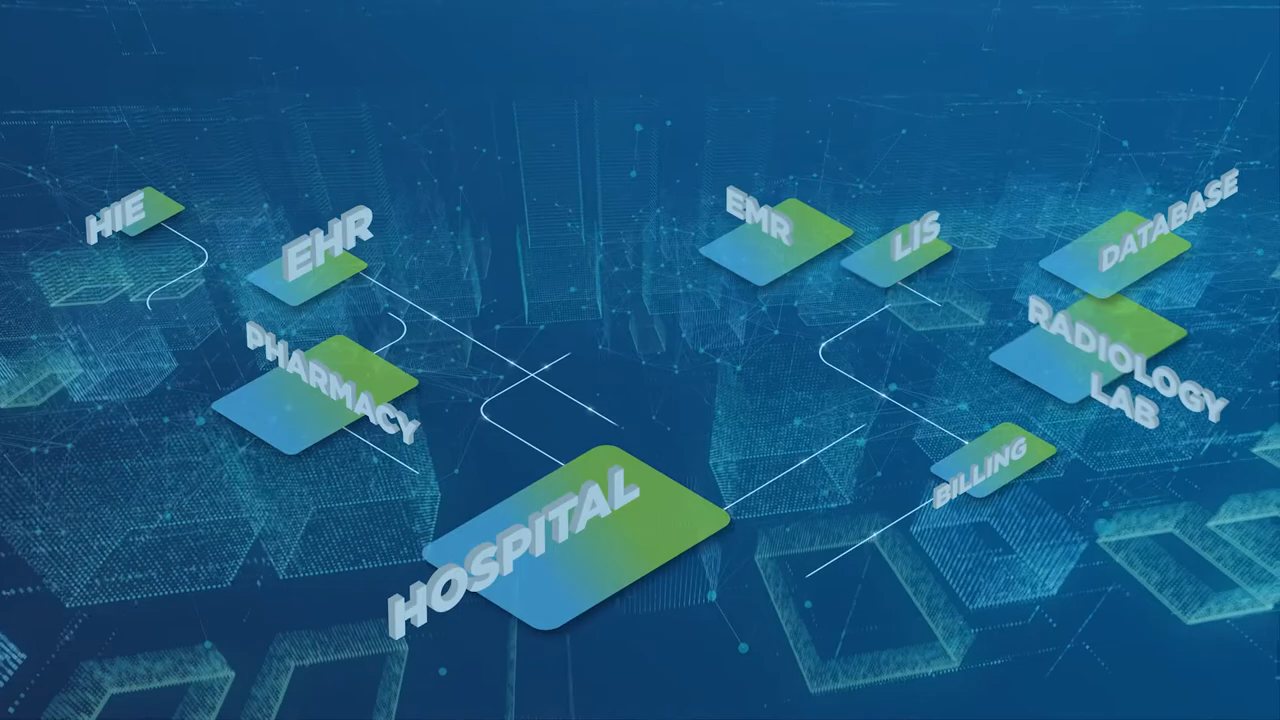 HIE
EHR
EMR
LIS
DATABASE
PHARMACY
RADIOLOGY
LAB
BILLING
HOSPITAL